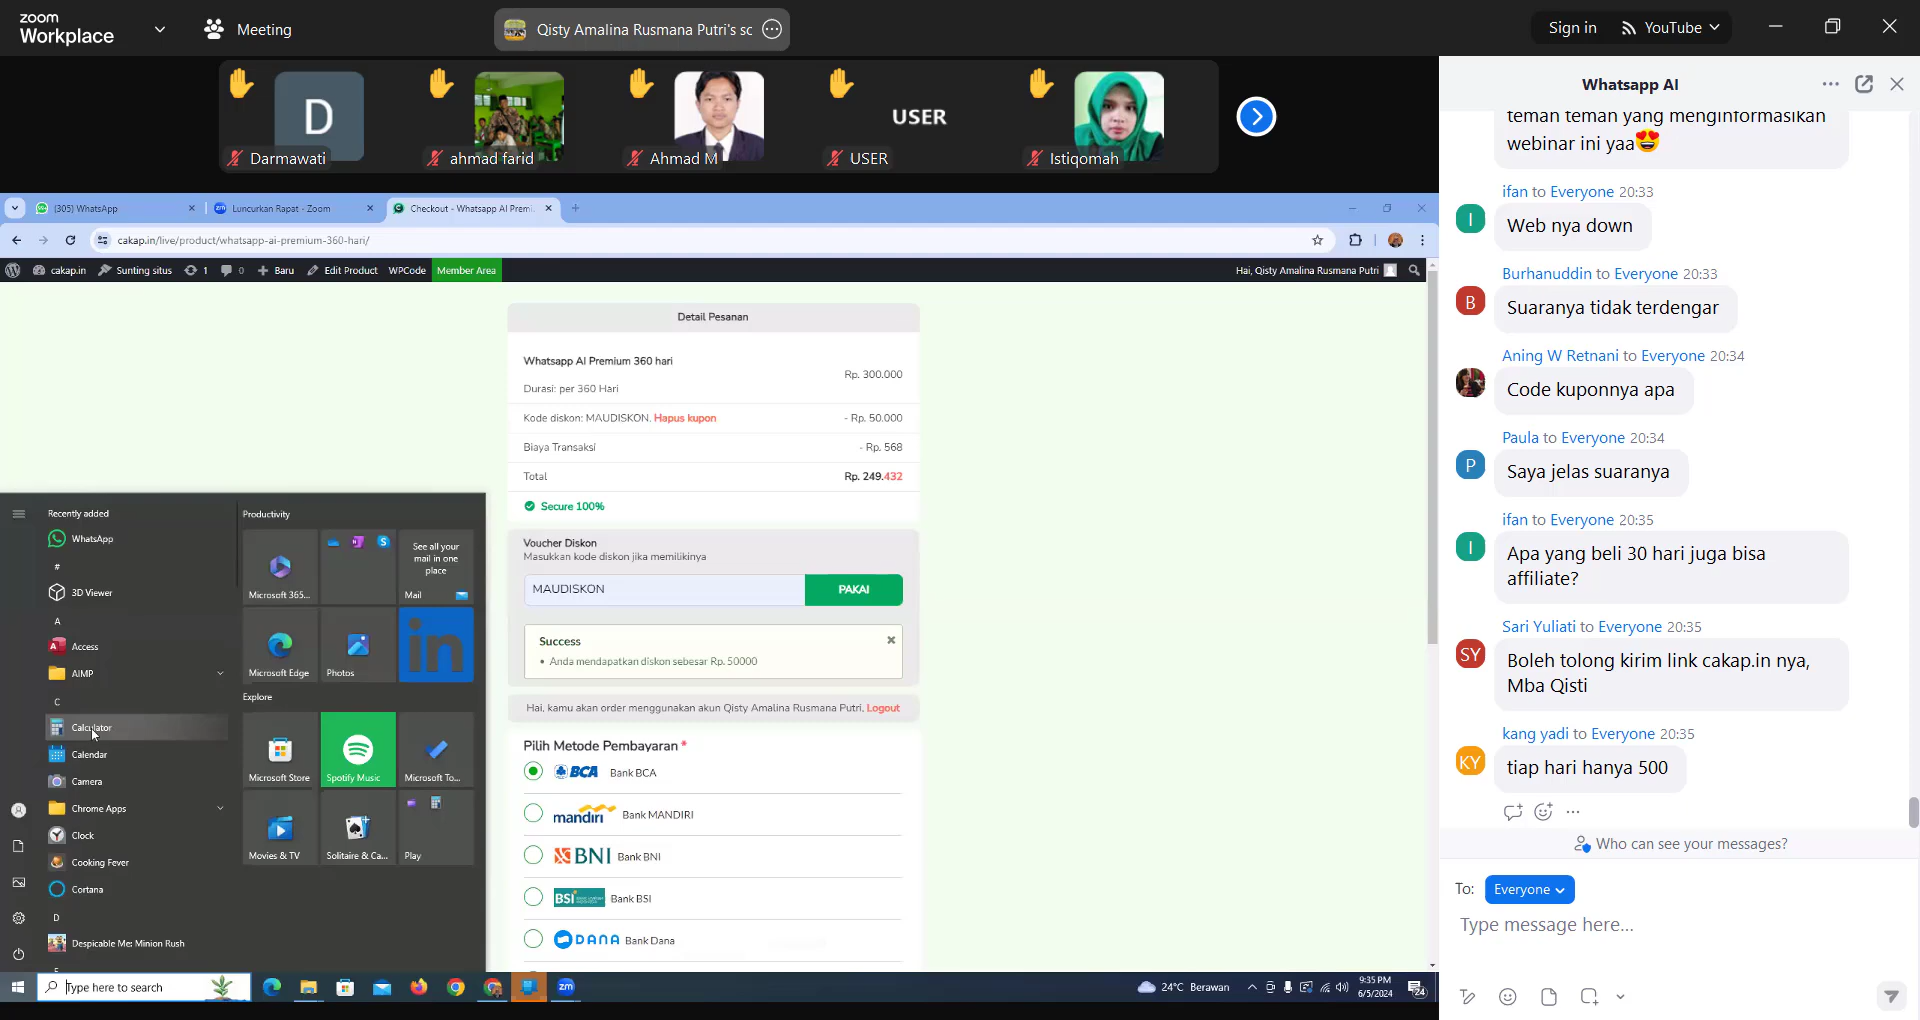 zoom
Workplace
Meeting
Qisty Amalina Rusmana Putri's sc
Sign in
YouTube
D
Darmawati
ahmad farid
Ahmad M
USER
USER
Istiqomah
(305) WhatsApp
Luncurkan Rapat - Zoom
Checkout - Whatsapp AI Premi
cakap.in/live/product/whatsapp-ai-premium-360-hari/
cakap.in
Sunting situs
1
0
Baru
Edit Product
WPCode
Member Area
Hai, Qisty Amalina Rusmana Putri
Detail Pesanan
Whatsapp AI Premium 360 hari
Rp. 300.000
Durasi: per 360 Hari
Kode diskon: MAUDISKON. Hapus kupon
- Rp. 50.000
Biaya Transaksi
- Rp. 568
Total
Rp. 249.432
Secure 100%
Voucher Diskon
Masukkan kode diskon jika memilikinya
MAUDISKON
PAKAI
Success
• Anda mendapatkan diskon sebesar Rp. 50000
Hai, kamu akan order menggunakan akun Qisty Amalina Rusmana Putri. Logout
Pilih Metode Pembayaran *
BCA Bank BCA
mandiri Bank MANDIRI
BNI Bank BNI
BSI Bank BSI
DANA Bank Dana
Recently added
WhatsApp
#
3D Viewer
A
Access
AIMP
C
Calculator
Calendar
Camera
Chrome Apps
Clock
Cooking Fever
Cortana
D
Despicable Me: Minion Rush
Productivity
Microsoft 365...
See all your
mail in one
place
Mail
Microsoft Edge
Photos
in
Explore
Microsoft Store
Spotify Music
Microsoft To...
Movies & TV
Solitaire & Ca...
Play
Type here to search
zm
24°C Berawan
9:35 PM
6/5/2024
24
Whatsapp AI
teman teman yang menginformasikan
webinar ini yaa😍
ifan to Everyone 20:33
I
Web nya down
Burhanuddin to Everyone 20:33
B
Suaranya tidak terdengar
Aning W Retnani to Everyone 20:34
Code kuponnya apa
Paula to Everyone 20:34
P
Saya jelas suaranya
ifan to Everyone 20:35
I
Apa yang beli 30 hari juga bisa
affiliate?
Sari Yuliati to Everyone 20:35
SY
Boleh tolong kirim link cakap.in nya,
Mba Qisti
kang yadi to Everyone 20:35
KY
tiap hari hanya 500
Who can see your messages?
To: Everyone
Type message here...